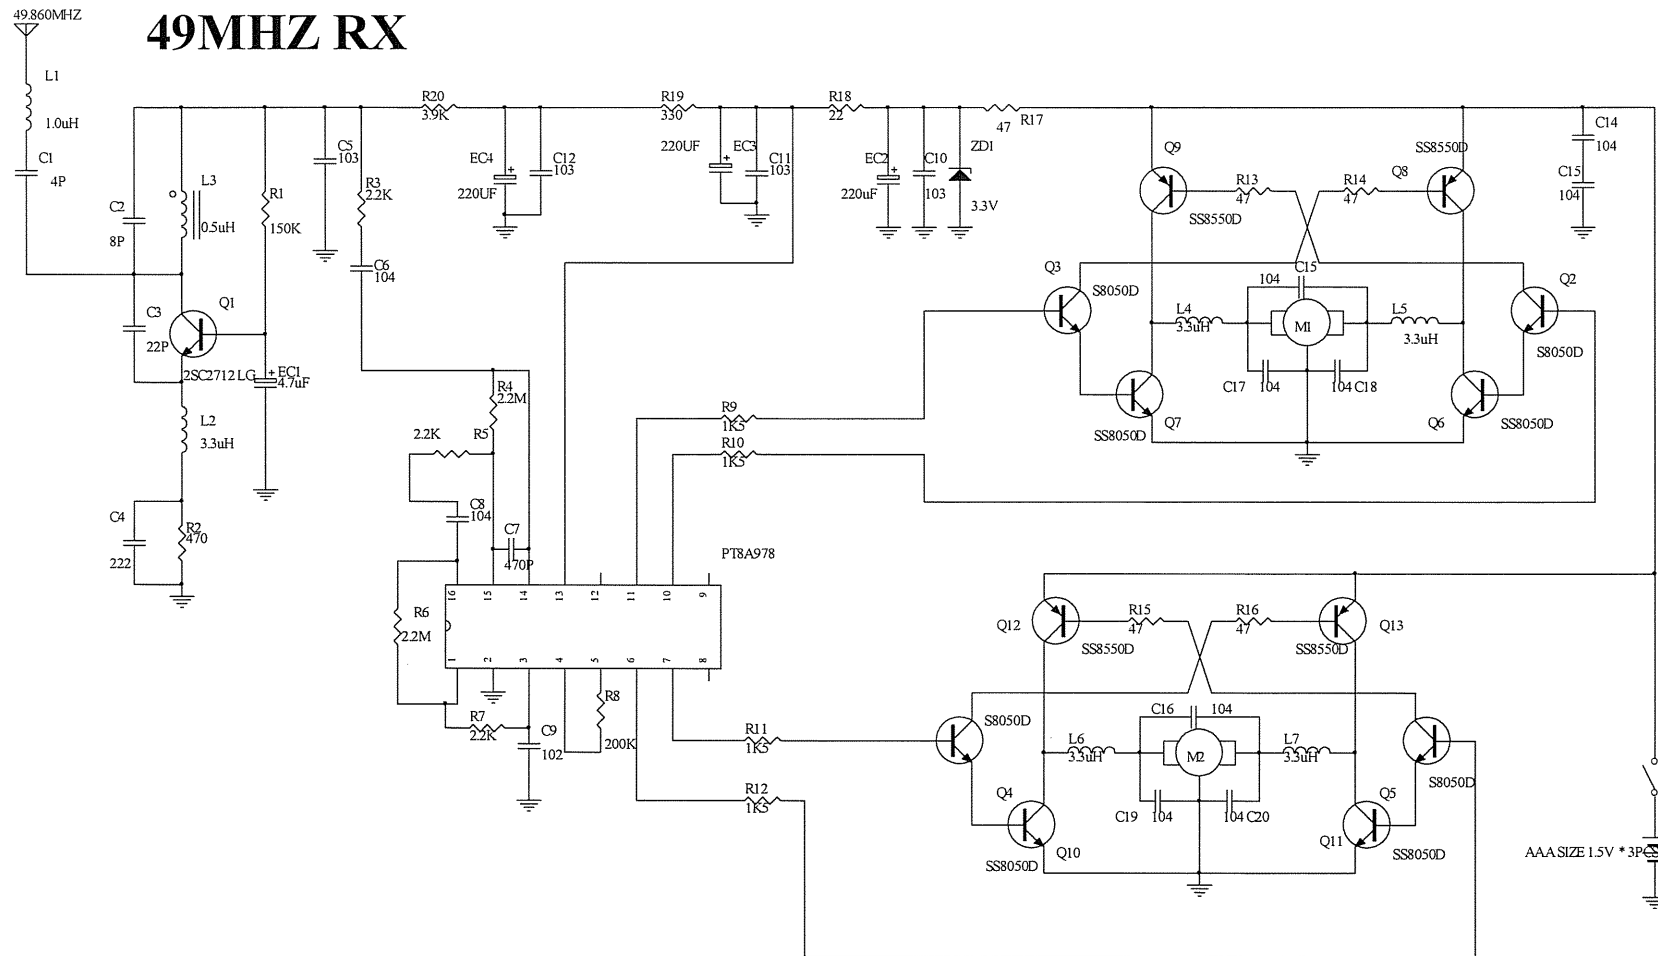 49.860MHZ
49MHZ RX
L1
1.0uH
C1
4P
R20
3.9K
R19
330
R18
22
47
R17
C2
8P
L3
0.5uH
R1
150K
C5
103
R3
2.2K
EC4
220UF
C12
103
220UF
EC3
C11
103
EC2
220uF
C10
103
ZD1
3.3V
Q9
SS8550D
R13
47
R14
47
SS8550D
Q8
C14
104
C15
104
C6
104
C3
22P
Q1
2SC2712 LG
EC1
4.7uF
Q3
S8050D
C15
104
L4
3.3uH
M1
L5
3.3uH
Q2
S8050D
C17
104
104
C18
Q7
SS8050D
Q6
SS8050D
L2
3.3uH
R4
2.2M
2.2K
R5
R9
1K5
R10
1K5
C4
222
R2
470
C8
104
C7
470P
PT8A978
16
15
14
13
12
11
10
9
R6
2.2M
1
2
3
4
5
6
7
8
R7
2.2K
C9
102
R8
200K
R11
1K5
R12
1K5
Q12
SS8550D
R15
47
R16
47
SS8550D
Q13
S8050D
C16
104
L6
3.3uH
M2
L7
3.3uH
S8050D
Q4
C19
104
104
C20
Q5
Q10
SS8050D
Q11
SS8050D
AAA SIZE 1.5V * 3PCS